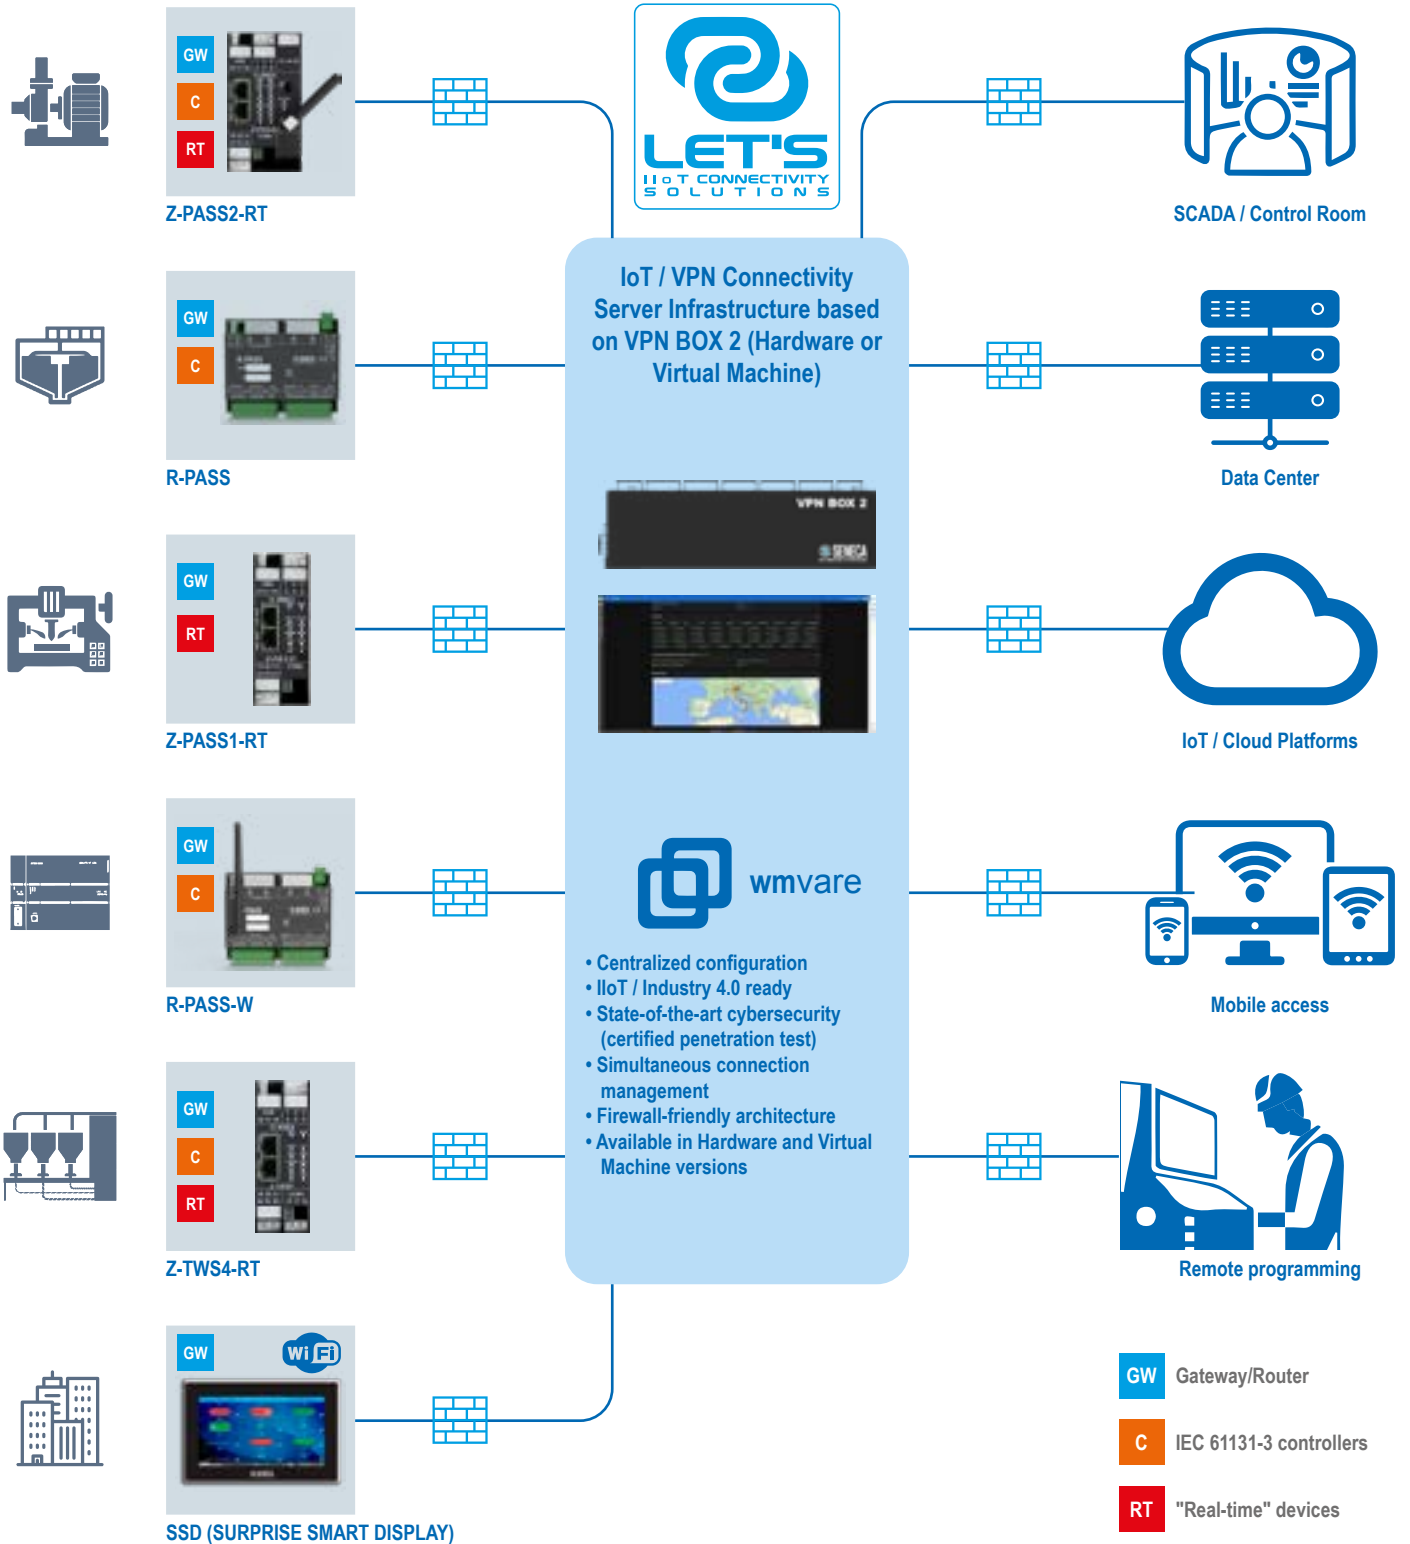 GW
C
RT
Z-PASS2-RT
GW
C
R-PASS
GW
RT
Z-PASS1-RT
GW
C
R-PASS-W
GW
C
RT
Z-TWS4-RT
GW
WiFi
SSD (SURPRISE SMART DISPLAY)
LET'S
IIoT CONNECTIVITY
SOLUTIONS
IoT / VPN Connectivity
Server Infrastructure based
on VPN BOX 2 (Hardware or
Virtual Machine)
VPN BOX 2
SENECA
wmvare
• Centralized configuration
• IIoT / Industry 4.0 ready
• State-of-the-art cybersecurity
(certified penetration test)
• Simultaneous connection
management
• Firewall-friendly architecture
• Available in Hardware and Virtual
Machine versions
SCADA / Control Room
Data Center
IoT / Cloud Platforms
Mobile access
Remote programming
GW Gateway/Router
C IEC 61131-3 controllers
RT "Real-time" devices